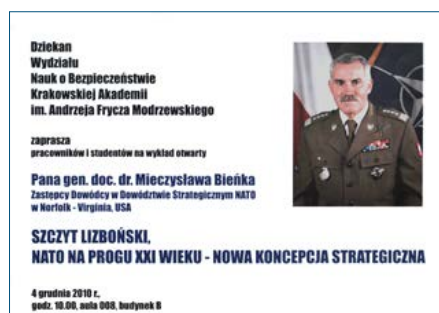 Dziekan
Wydziału
Nauk o Bezpieczeństwie
Krakowskiej Akademii
im. Andrzeja Frycza Modrzewskiego
zaprasza
pracowników i studentów na wykład otwarty
Pana gen. doc. dr. Mieczysława Bieńka
Zastępcy Dowódcy w Dowództwie Strategicznym NATO
w Norfolk - Virginia, USA
SZCZYT LIZBOŃSKI,
NATO NA PROGU XXI WIEKU - NOWA KONCEPCJA STRATEGICZNA
4 grudnia 2010 r.,
godz. 10.00, aula 008, budynek B